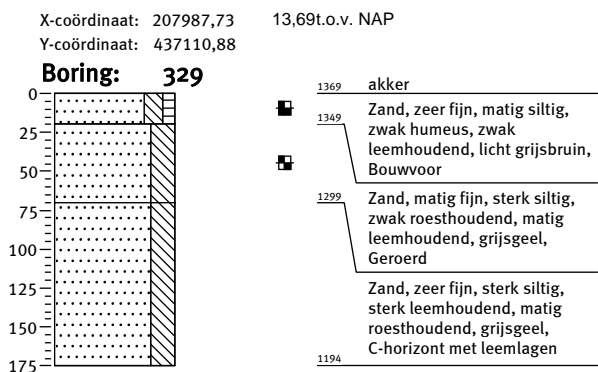 X-coördinaat: 207987,73 13,69t.o.v. NAP
Y-coördinaat: 437110,88
Boring: 329
0
25
50
75
100
125
150
175
1369 akker
Zand, zeer fijn, matig siltig,
1349
zwak humeus, zwak
leemhoudend, licht grijsbruin,
Bouwvoor
1299
Zand, matig fijn, sterk siltig,
zwak roesthoudend, matig
leemhoudend, grijsgeel,
Geroerd
Zand, zeer fijn, sterk siltig,
sterk leemhoudend, matig
roesthoudend, grijsgeel,
C-horizont met leemlagen
1194